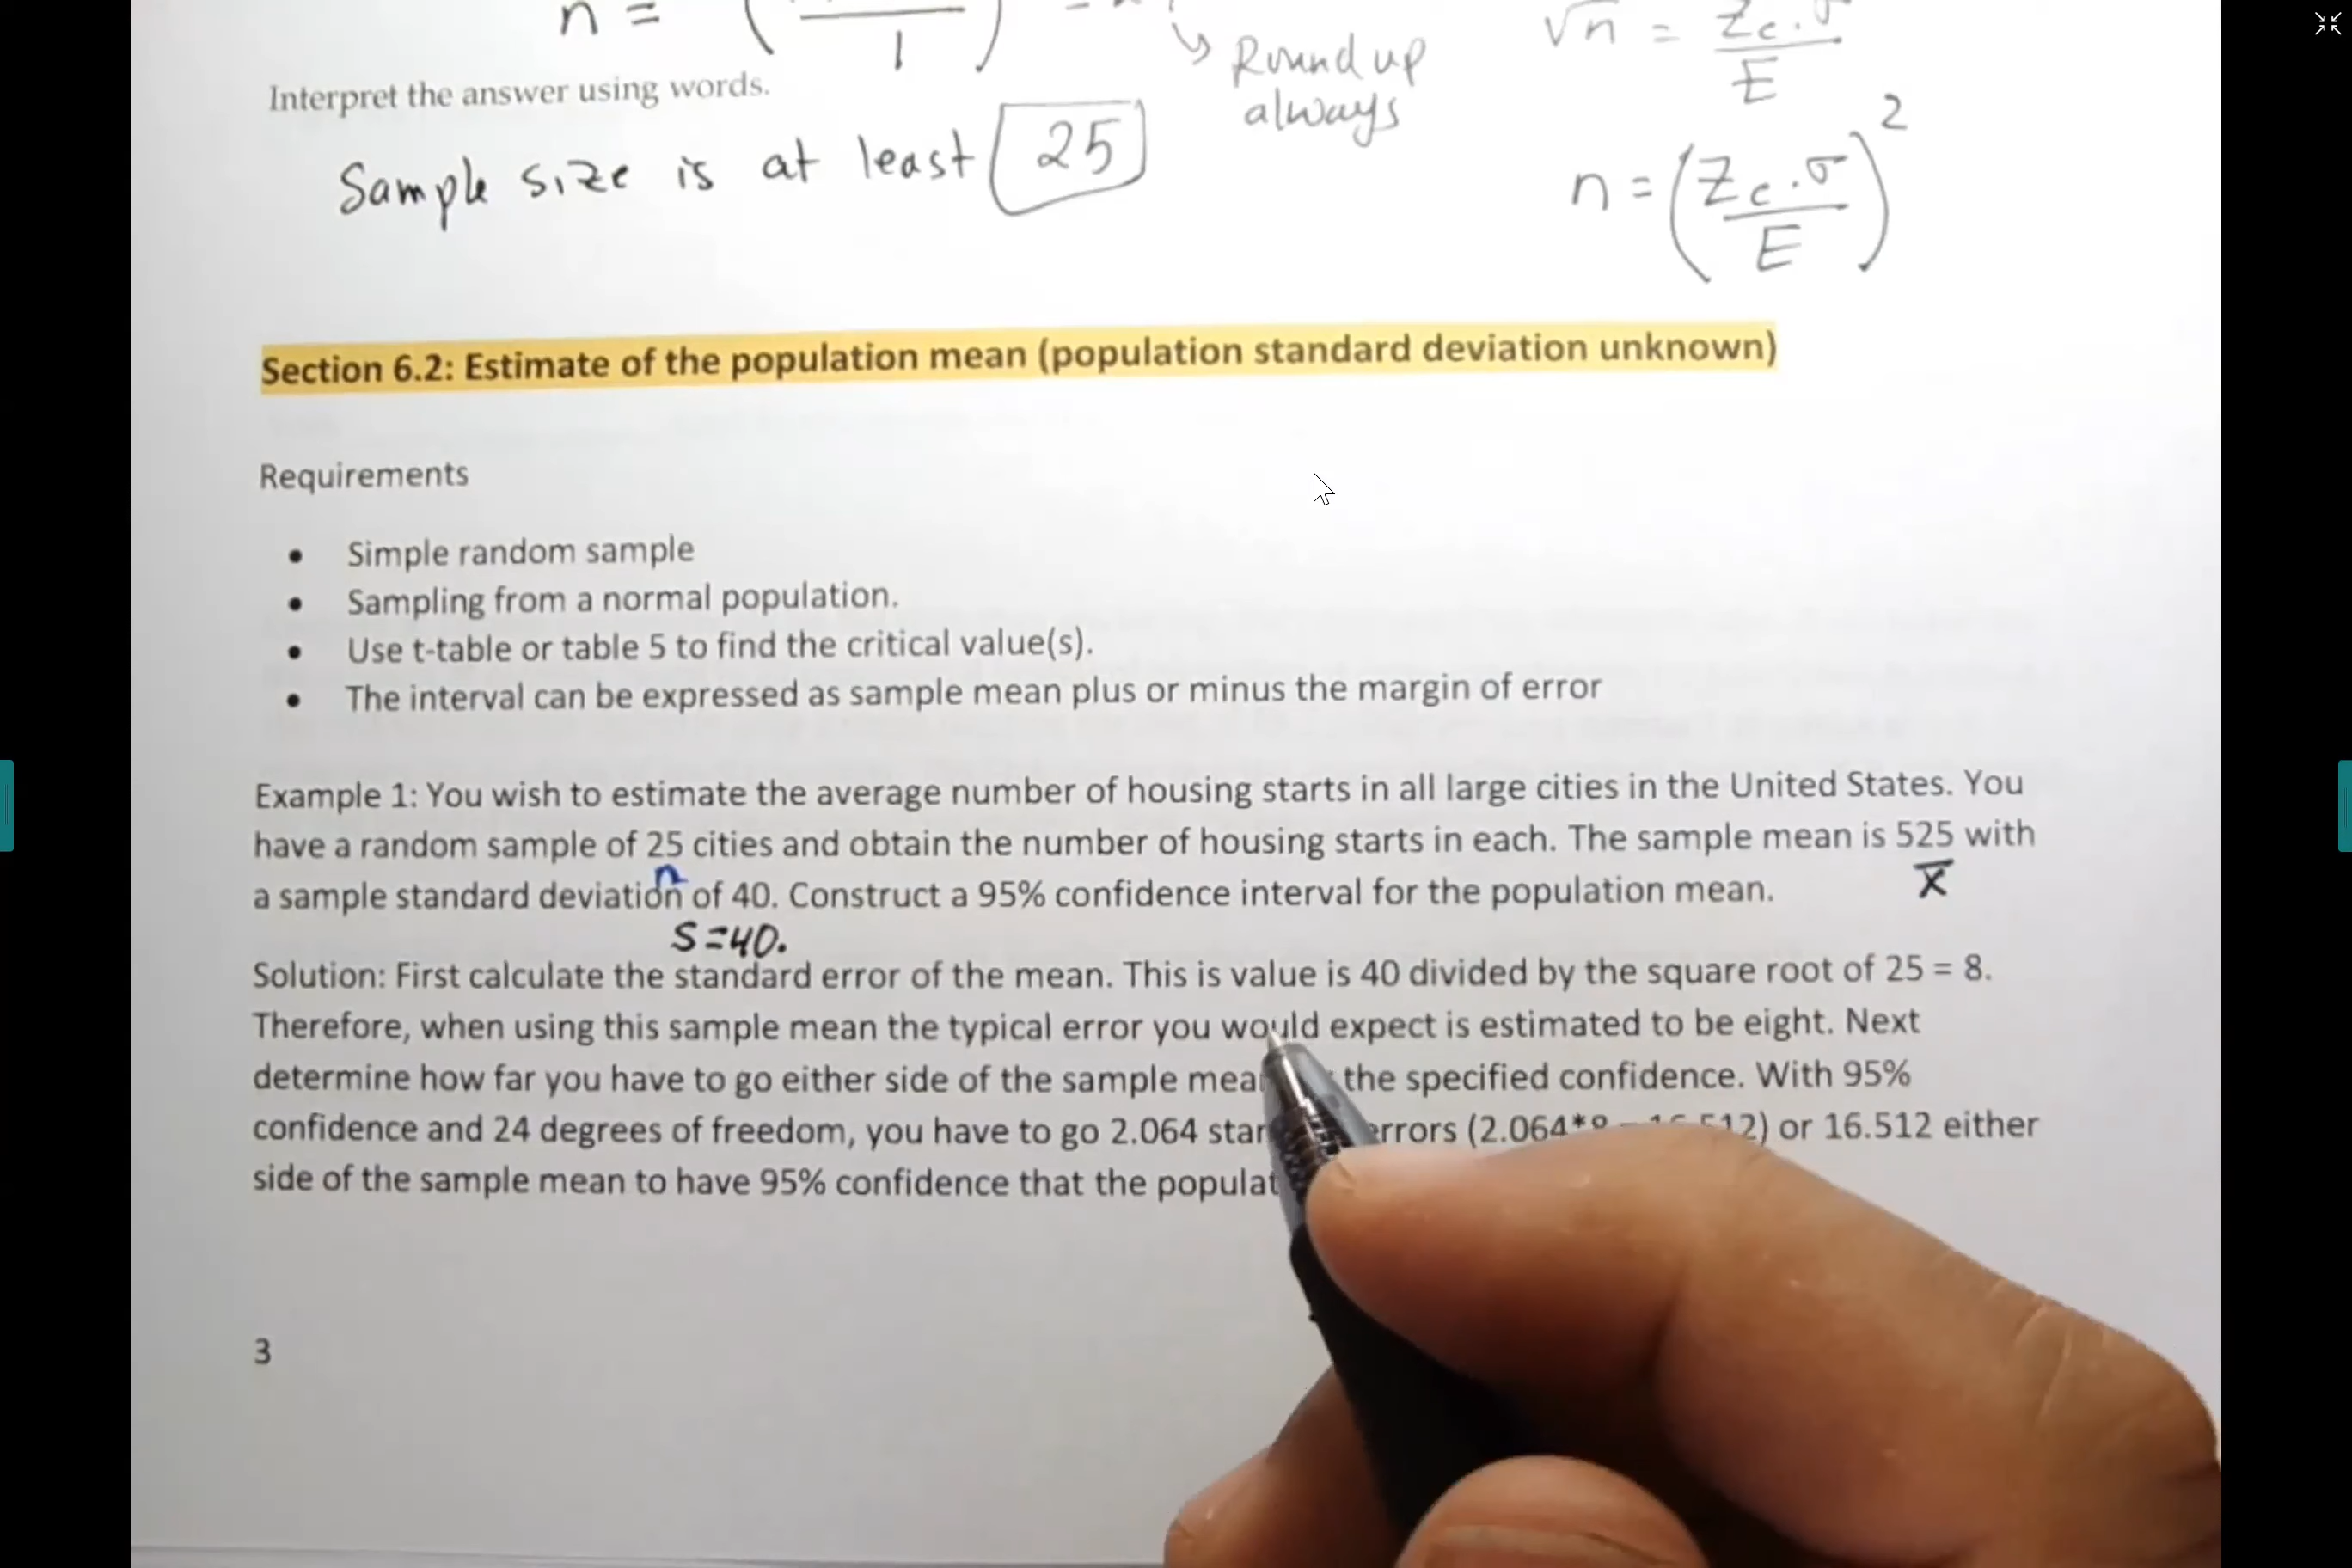 n = ( 1 )
Round up
always
√n = Zc.σ
E
Interpret the answer using words.
Sample size is at least 25
n = (Zc.σ
E)2
Section 6.2: Estimate of the population mean (population standard deviation unknown)
Requirements
• Simple random sample
• Sampling from a normal population.
• Use t-table or table 5 to find the critical value(s).
• The interval can be expressed as sample mean plus or minus the margin of error
Example 1: You wish to estimate the average number of housing starts in all large cities in the United States. You
have a random sample of 25 cities and obtain the number of housing starts in each. The sample mean is 525 with
n
x̅
a sample standard deviation of 40. Construct a 95% confidence interval for the population mean.
S=40.
Solution: First calculate the standard error of the mean. This is value is 40 divided by the square root of 25 = 8.
Therefore, when using this sample mean the typical error you would expect is estimated to be eight. Next
determine how far you have to go either side of the sample mean the specified confidence. With 95%
confidence and 24 degrees of freedom, you have to go 2.064 errors (2.064*8 = 16.512) or 16.512 either
side of the sample mean to have 95% confidence that the
3